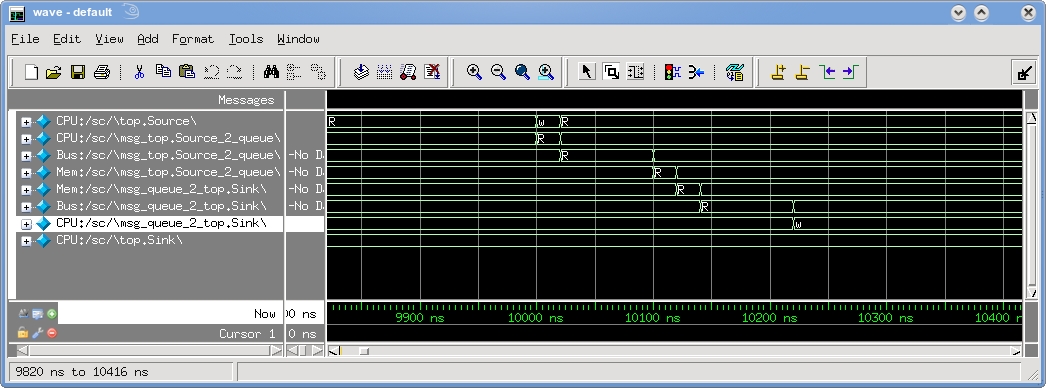 wave - default
File Edit View Add Format Tools Window
Messages
CPU:/sc/\top.Source\ R w R
CPU:/sc/\msg_top.Source_2_queue\ R
Bus:/sc/\msg_top.Source_2_queue\ -No D R
Mem:/sc/\msg_top.Source_2_queue\ -No D R
Mem:/sc/\msg_queue_2_top.Sink\ -No D R
Bus:/sc/\msg_queue_2_top.Sink\ -No D R
CPU:/sc/\msg_queue_2_top.Sink\ w
CPU:/sc/\top.Sink\
Now 00 ns 9900 ns 10000 ns 10100 ns 10200 ns 10300 ns 10400 n
Cursor 1 0 ns
9820 ns to 10416 ns